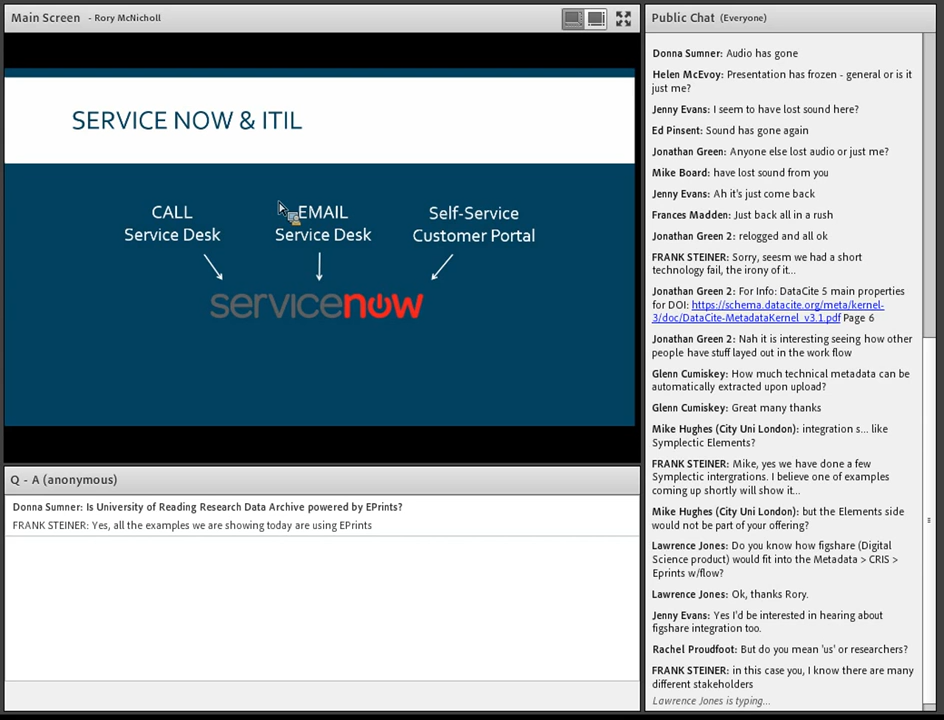 Main Screen - Rory McNicholl
SERVICE NOW & ITIL
CALL
Service Desk
EMAIL
Service Desk
Self-Service
Customer Portal
servicenow
Q - A (anonymous)
Donna Sumner: Is University of Reading Research Data Archive powered by EPrints?
FRANK STEINER: Yes, all the examples we are showing today are using EPrints
Public Chat (Everyone)
Donna Sumner: Audio has gone
Helen McEvoy: Presentation has frozen - general or is it
just me?
Jenny Evans: I seem to have lost sound here?
Ed Pinsent: Sound has gone again
Jonathan Green: Anyone else lost audio or just me?
Mike Board: have lost sound from you
Jenny Evans: Ah it's just come back
Frances Madden: Just back all in a rush
Jonathan Green 2: relogged and all ok
FRANK STEINER: Sorry, seesm we had a short
technology fail, the irony of it...
Jonathan Green 2: For Info: DataCite 5 main properties
for DOI: https://schema.datacite.org/meta/kernel-
3/doc/DataCite-MetadataKernel_v3.1.pdf Page 6
Jonathan Green 2: Nah it is interesting seeing how other
people have stuff layed out in the work flow
Glenn Cumiskey: How much technical metadata can be
automatically extracted upon upload?
Glenn Cumiskey: Great many thanks
Mike Hughes (City Uni London): integration s... like
Symplectic Elements?
FRANK STEINER: Mike, yes we have done a few
Symplectic intergrations. I believe one of examples
coming up shortly will show it...
Mike Hughes (City Uni London): but the Elements side
would not be part of your offering?
Lawrence Jones: Do you know how figshare (Digital
Science product) would fit into the Metadata > CRIS >
Eprints w/flow?
Lawrence Jones: Ok, thanks Rory.
Jenny Evans: Yes I'd be interested in hearing about
figshare integration too.
Rachel Proudfoot: But do you mean 'us' or researchers?
FRANK STEINER: in this case you, I know there are many
different stakeholders
Lawrence Jones is typing...